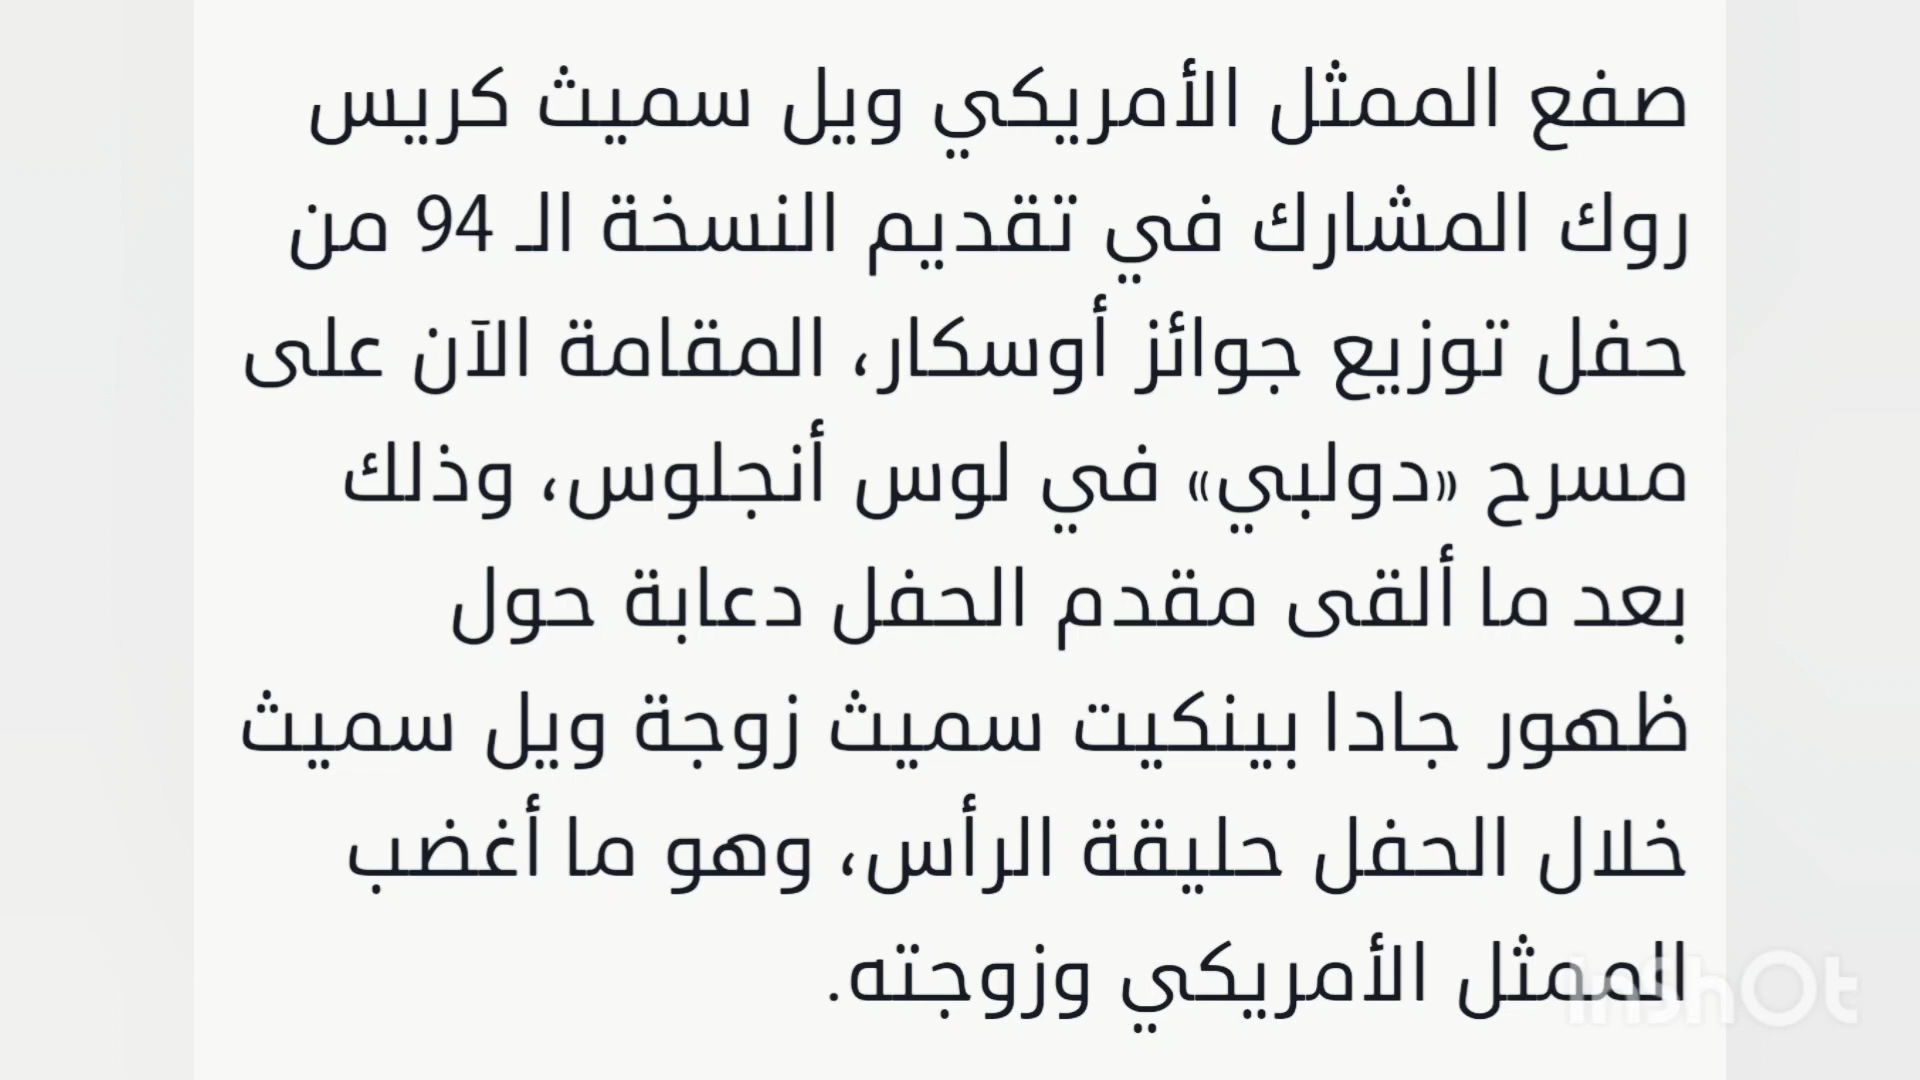 صفع الممثل الأمريكي ويل سميث كريس
روك المشارك في تقديم النسخة الـ 94 من
حفل توزيع جوائز أوسكار، المقامة الآن على
مسرح «دولبي» في لوس أنجلوس، وذلك
بعد ما ألقى مقدم الحفل دعابة حول
ظهور جادا بينكيت سميث زوجة ويل سميث
خلال الحفل حليقة الرأس، وهو ما أغضب
الممثل الأمريكي وزوجته.
InShOt